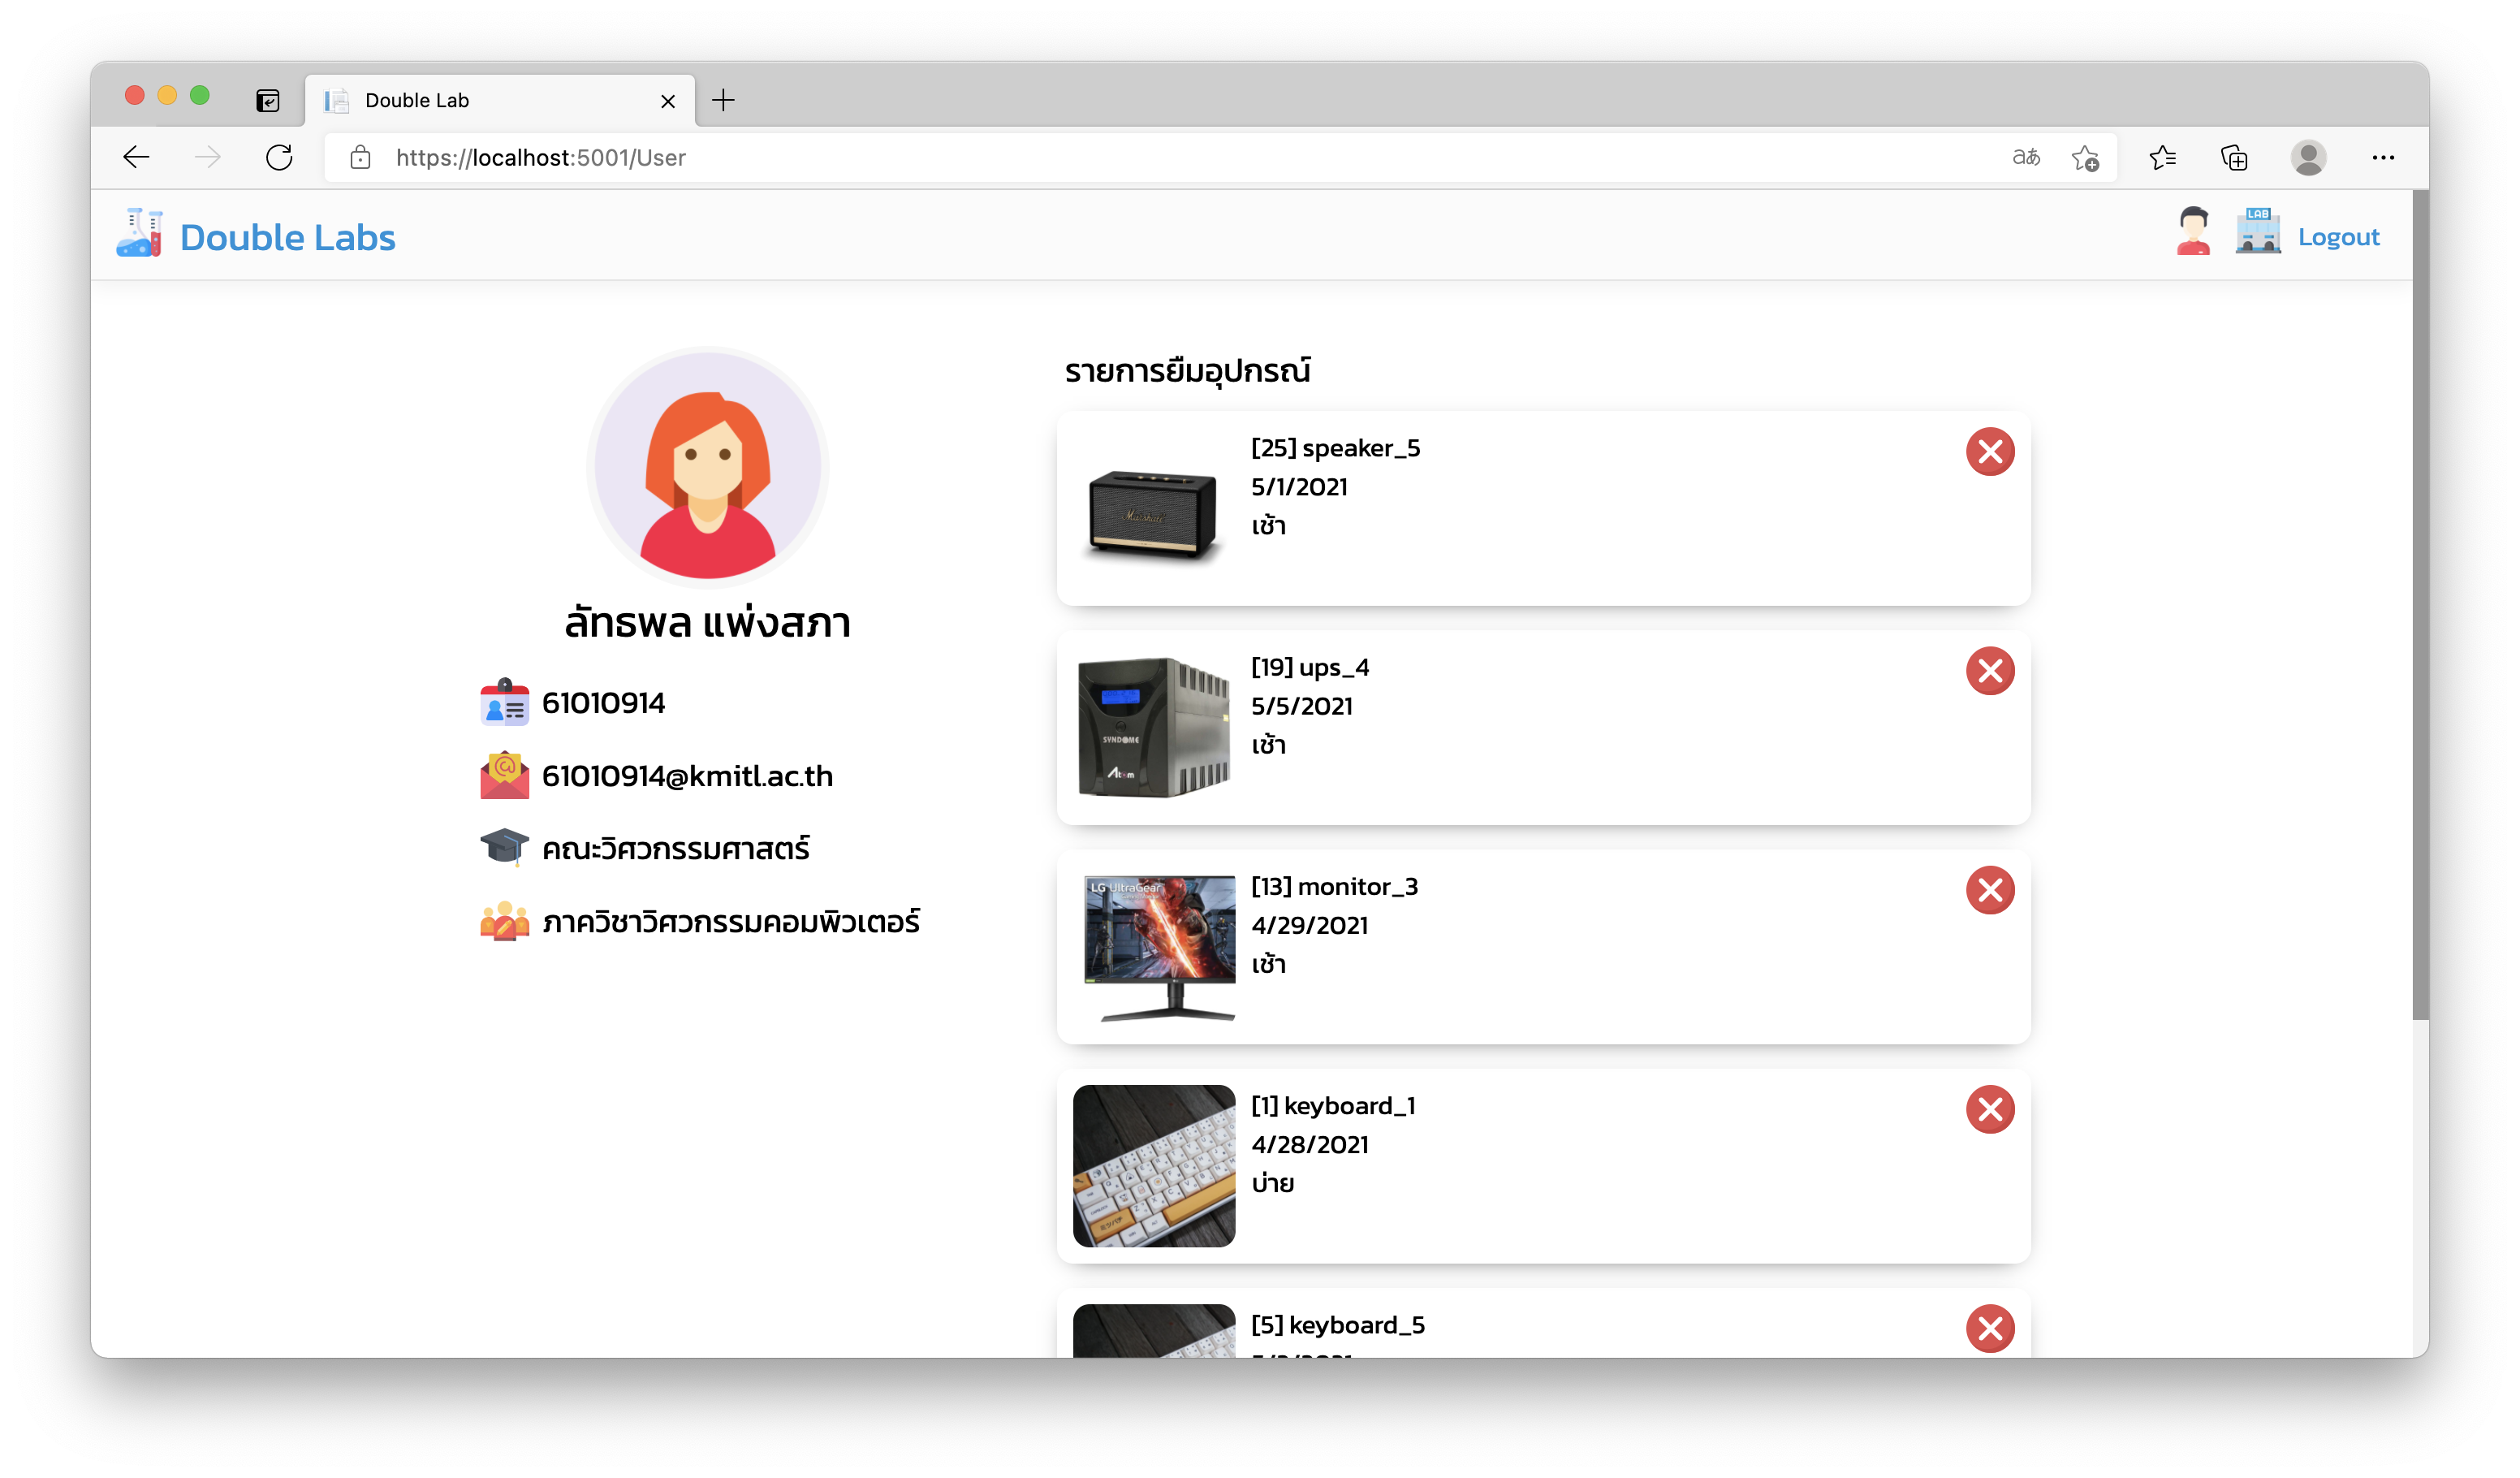 Double Lab
https://localhost:5001/User
aあ
Double Labs
LAB
Logout
ลัทธพล แพ่งสภา
61010914
61010914@kmitl.ac.th
คณะวิศวกรรมศาสตร์
ภาควิชาวิศวกรรมคอมพิวเตอร์
รายการยืมอุปกรณ์
[25] speaker_5
5/1/2021
เช้า
Marshall
[19] ups_4
5/5/2021
เช้า
SYNDOME
Atom
[13] monitor_3
4/29/2021
เช้า
LG UltraGear
[1] keyboard_1
4/28/2021
บ่าย
[5] keyboard_5